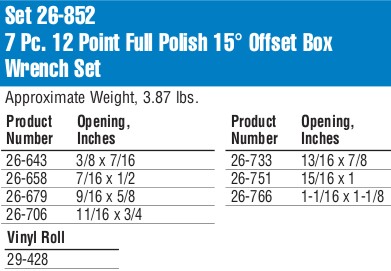 Set 26-852
7 Pc. 12 Point Full Polish 15° Offset Box
Wrench Set
Approximate Weight, 3.87 lbs.
Product Number Opening, Inches
26-643 3/8 x 7/16
26-658 7/16 x 1/2
26-679 9/16 x 5/8
26-706 11/16 x 3/4
Product Number Opening, Inches
26-733 13/16 x 7/8
26-751 15/16 x 1
26-766 1-1/16 x 1-1/8
Vinyl Roll
29-428